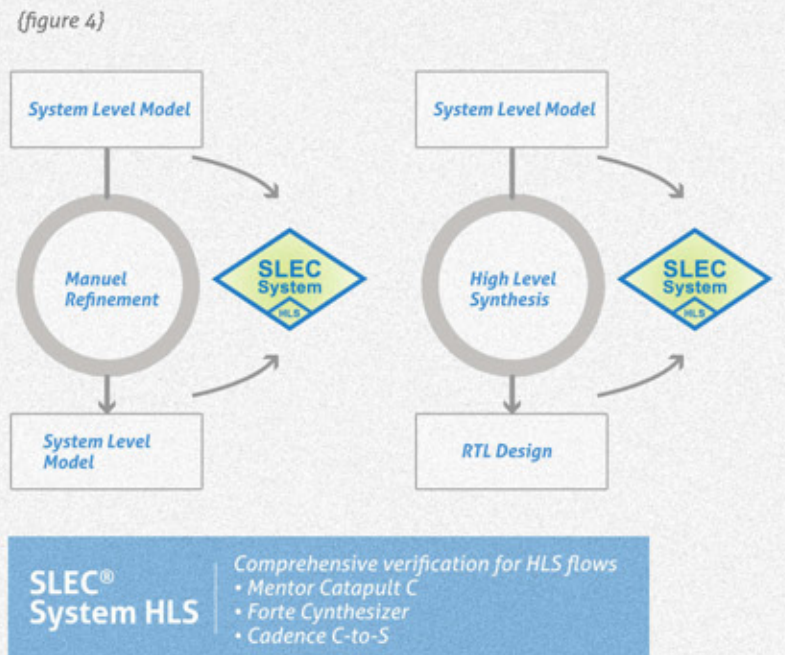 {figure 4}
System Level Model
Manuel
Refinement
SLEC
System
HLS
System Level
Model
System Level Model
High Level
Synthesis
SLEC
System
HLS
RTL Design
SLEC®
System HLS
Comprehensive verification for HLS flows
• Mentor Catapult C
• Forte Cynthesizer
• Cadence C-to-S